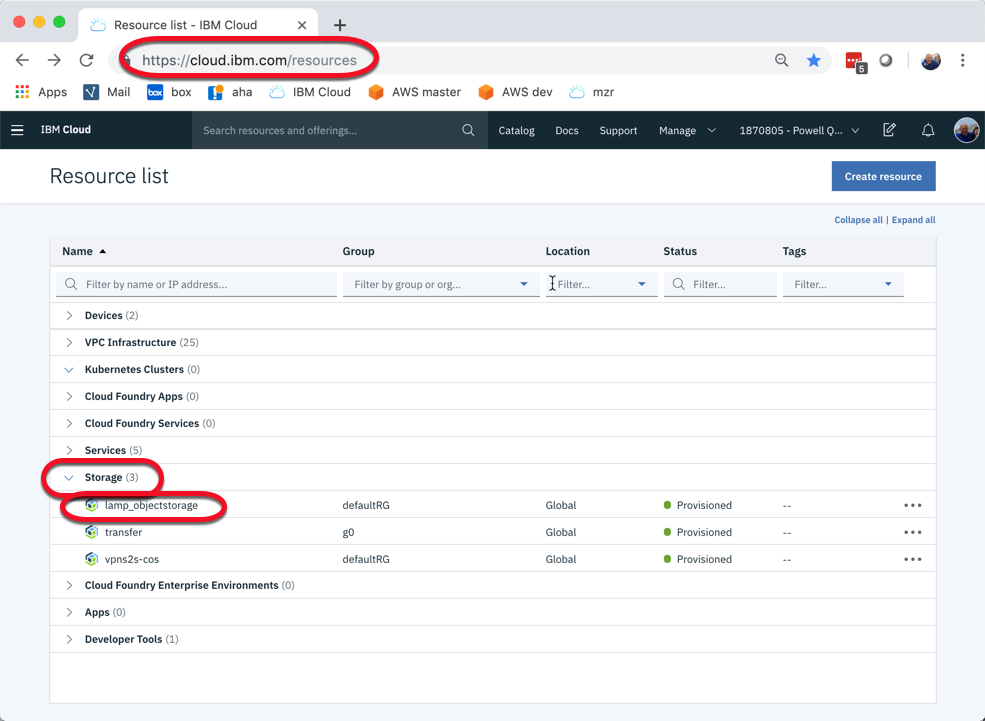 Resource list - IBM Cloud
https://cloud.ibm.com/resources
5
Apps Mail box box aha IBM Cloud AWS master AWS dev mzr
IBM Cloud Search resources and offerings... Catalog Docs Support Manage 1870805 - Powell Q...
Resource list Create resource
Collapse all | Expand all
Name Group Location Status Tags
Filter by name or IP address... Filter by group or org... Filter... Filter... Filter...
Devices (2)
VPC Infrastructure (25)
Kubernetes Clusters (0)
Cloud Foundry Apps (0)
Cloud Foundry Services (0)
Services (5)
Storage (3)
lamp_objectstorage defaultRG Global Provisioned --
transfer g0 Global Provisioned --
vpns2s-cos defaultRG Global Provisioned --
Cloud Foundry Enterprise Environments (0)
Apps (0)
Developer Tools (1)